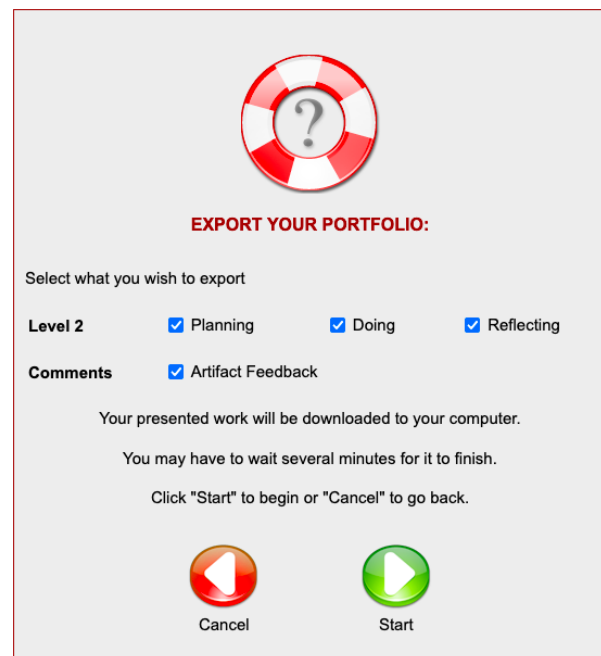 ?
EXPORT YOUR PORTFOLIO:
Select what you wish to export
Level 2 Planning Doing Reflecting
Comments Artifact Feedback
Your presented work will be downloaded to your computer.
You may have to wait several minutes for it to finish.
Click "Start" to begin or "Cancel" to go back.
Cancel Start